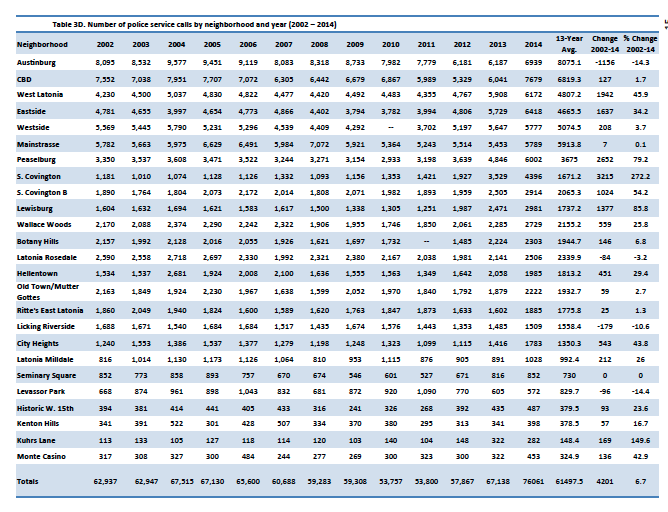 Table 3D. Number of police service calls by neighborhood and year (2002 – 2014)
Neighborhood 2002 2003 2004 2005 2006 2007 2008 2009 2010 2011 2012 2013 2014 13-Year Avg. Change 2002-14 % Change 2002-14
Austinburg 8,095 8,532 9,577 9,451 9,119 8,083 8,318 8,733 7,982 7,779 6,181 6,187 6939 8075.1 -1156 -14.3
CBD 7,552 7,038 7,951 7,707 7,072 6,305 6,442 6,679 6,867 5,989 5,329 6,041 7679 6819.3 127 1.7
West Latonia 4,230 4,500 5,037 4,830 4,822 4,477 4,420 4,492 4,483 4,355 4,767 5,908 6172 4807.2 1942 45.9
Eastside 4,781 4,655 3,997 4,654 4,773 4,866 4,402 3,794 3,782 3,994 4,806 5,729 6418 4665.5 1637 34.2
Westside 5,569 5,445 5,790 5,231 5,296 4,539 4,409 4,292 -- 3,702 5,197 5,647 5777 5074.5 208 3.7
Mainstrasse 5,782 5,663 5,975 6,629 6,491 5,984 7,072 5,921 5,364 5,243 5,514 5,453 5789 5913.8 7 0.1
Peaselburg 3,350 3,537 3,608 3,471 3,522 3,244 3,271 3,154 2,933 3,198 3,639 4,846 6002 3675 2652 79.2
S. Covington 1,181 1,010 1,074 1,128 1,126 1,332 1,093 1,156 1,353 1,421 1,927 3,529 4396 1671.2 3215 272.2
S. Covington B 1,890 1,764 1,804 2,073 2,172 2,014 1,808 2,071 1,982 1,893 1,959 2,505 2914 2065.3 1024 54.2
Lewisburg 1,604 1,632 1,694 1,621 1,583 1,617 1,500 1,338 1,305 1,251 1,987 2,471 2981 1737.2 1377 85.8
Wallace Woods 2,170 2,088 2,374 2,290 2,242 2,322 1,906 1,955 1,746 1,850 2,061 2,285 2729 2155.2 559 25.8
Botany Hills 2,157 1,992 2,128 2,016 2,055 1,926 1,621 1,697 1,732 -- 1,485 2,224 2303 1944.7 146 6.8
Latonia Rosedale 2,590 2,558 2,718 2,697 2,330 1,992 2,321 2,380 2,167 2,038 1,981 2,141 2506 2339.9 -84 -3.2
Hellentown 1,534 1,537 2,681 1,924 2,008 2,100 1,636 1,555 1,563 1,349 1,642 2,058 1985 1813.2 451 29.4
Old Town/Mutter Gottes 2,163 1,849 1,924 2,230 1,967 1,638 1,599 2,052 1,970 1,840 1,792 1,879 2222 1932.7 59 2.7
Ritte's East Latonia 1,860 2,049 1,940 1,824 1,600 1,589 1,620 1,763 1,847 1,873 1,633 1,602 1885 1775.8 25 1.3
Licking Riverside 1,688 1,671 1,540 1,684 1,684 1,517 1,435 1,674 1,576 1,443 1,353 1,485 1509 1558.4 -179 -10.6
City Heights 1,240 1,553 1,386 1,537 1,377 1,279 1,198 1,248 1,323 1,099 1,115 1,416 1783 1350.3 543 43.8
Latonia Milldale 816 1,014 1,130 1,173 1,126 1,064 810 953 1,115 876 905 891 1028 992.4 212 26
Seminary Square 852 773 858 893 757 670 674 546 601 527 671 816 852 730 0 0
Levassor Park 668 874 961 898 1,043 832 681 872 920 1,090 770 605 572 829.7 -96 -14.4
Historic W. 15th 394 381 414 441 405 433 316 241 326 268 392 435 487 379.5 93 23.6
Kenton Hills 341 391 522 301 428 507 334 370 380 295 313 341 398 378.5 57 16.7
Kuhrs Lane 113 133 105 127 118 114 120 103 140 104 148 322 282 148.4 169 149.6
Monte Casino 317 308 327 300 484 244 277 269 300 323 300 322 453 324.9 136 42.9
Totals 62,937 62,947 67,515 67,130 65,600 60,688 59,283 59,308 53,757 53,800 57,867 67,138 76061 61497.5 4201 6.7